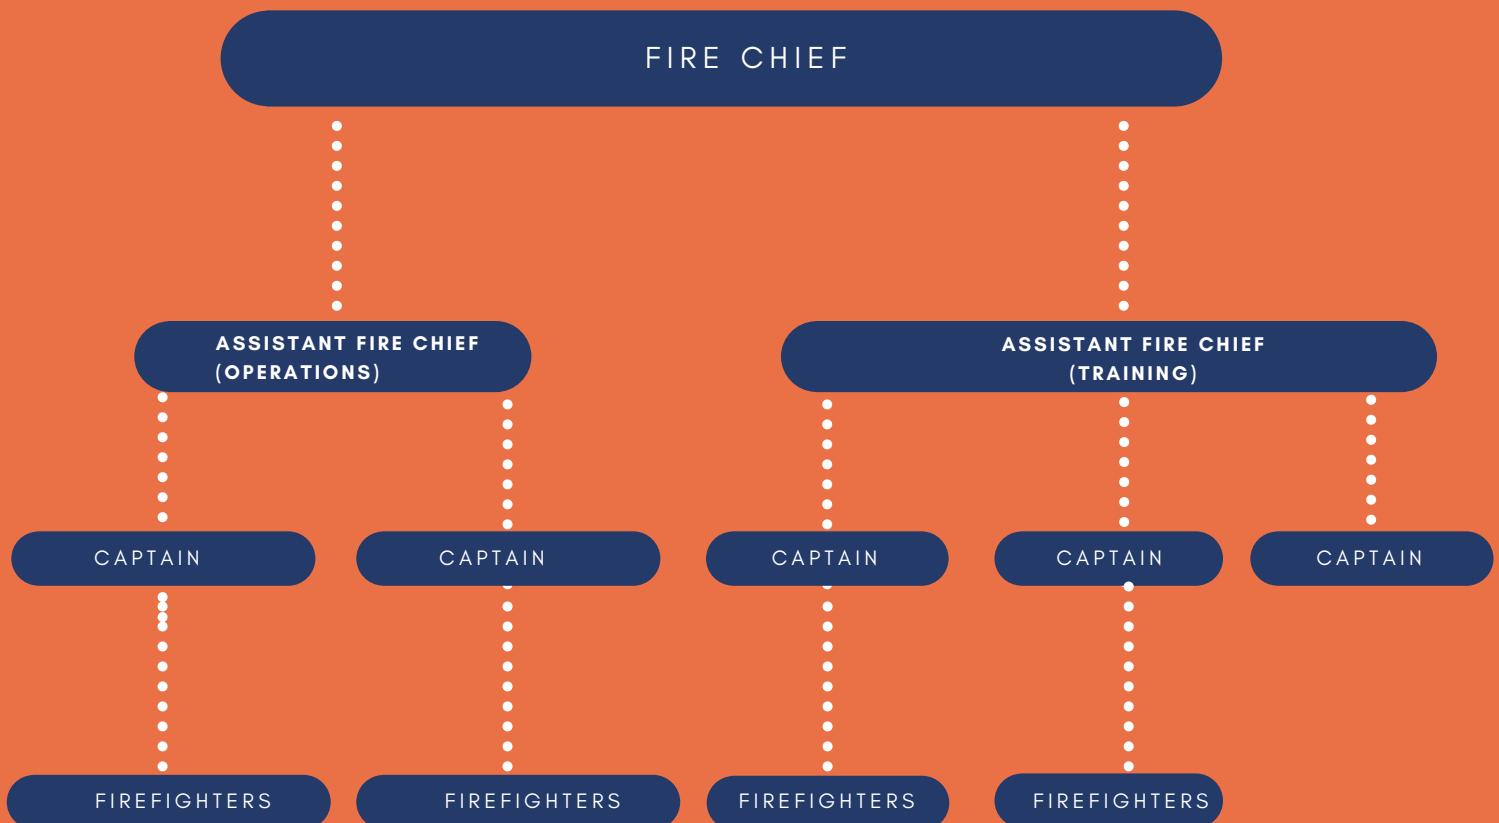 FIRE CHIEF
ASSISTANT FIRE CHIEF
(OPERATIONS)
ASSISTANT FIRE CHIEF
(TRAINING)
CAPTAIN
CAPTAIN
CAPTAIN
CAPTAIN
CAPTAIN
FIREFIGHTERS
FIREFIGHTERS
FIREFIGHTERS
FIREFIGHTERS